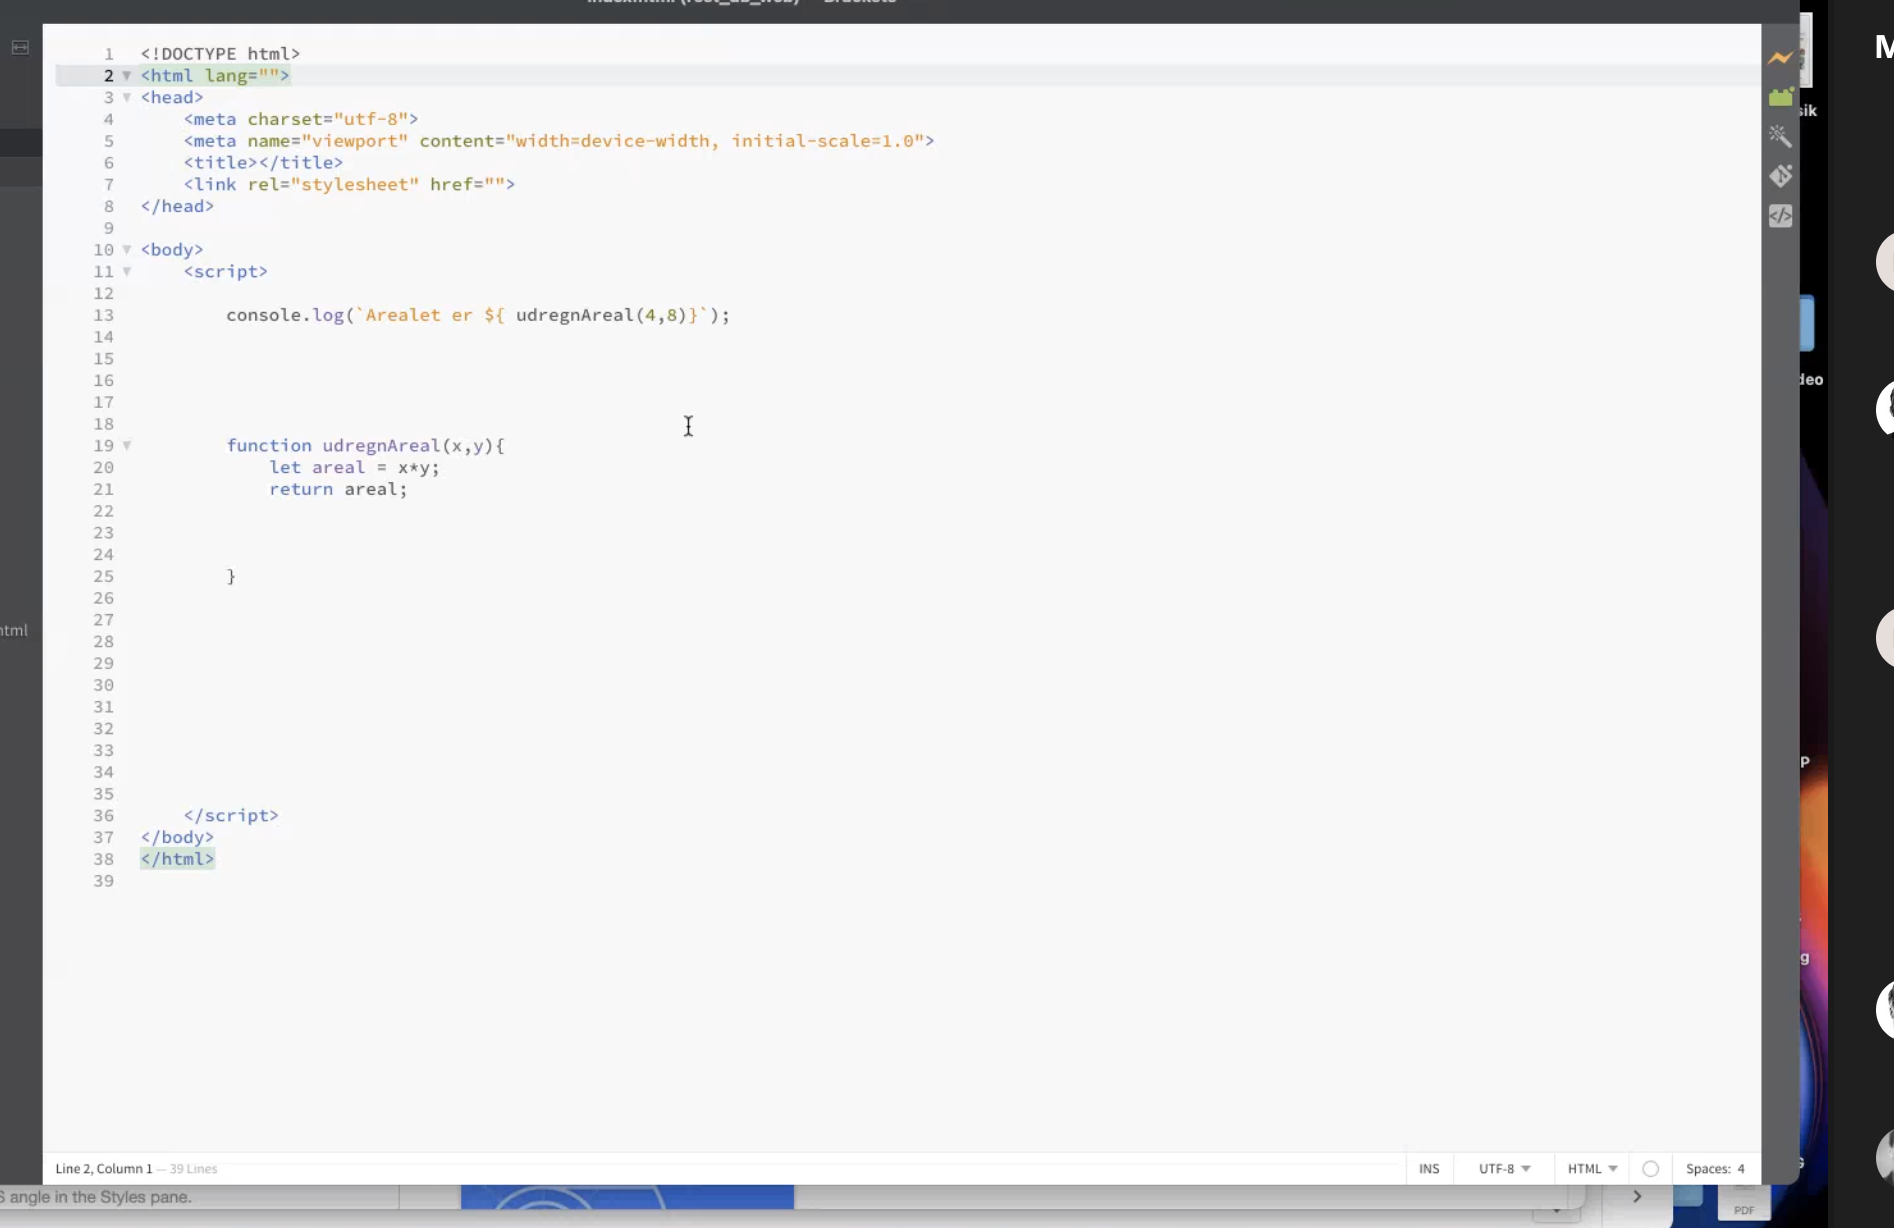 Brackets
M
1 <!DOCTYPE html>
2 <html lang="">
3 <head>
4 <meta charset="utf-8">
5 <meta name="viewport" content="width=device-width, initial-scale=1.0">
6 <title></title>
7 <link rel="stylesheet" href="">
8 </head>
9
10 <body>
11 <script>
12
13 console.log(`Arealet er ${ udregnAreal(4,8)}`);
14
15
16
17
18
19 function udregnAreal(x,y){
20 let areal = x*y;
21 return areal;
22
23
24
25 }
26
27
28
29
30
31
32
33
34
35
36 </script>
37 </body>
38 </html>
39
sik
deo
html
P
g
Line 2, Column 1 — 39 Lines
INS
UTF-8
HTML
Spaces: 4
S angle in the Styles pane.
PDF